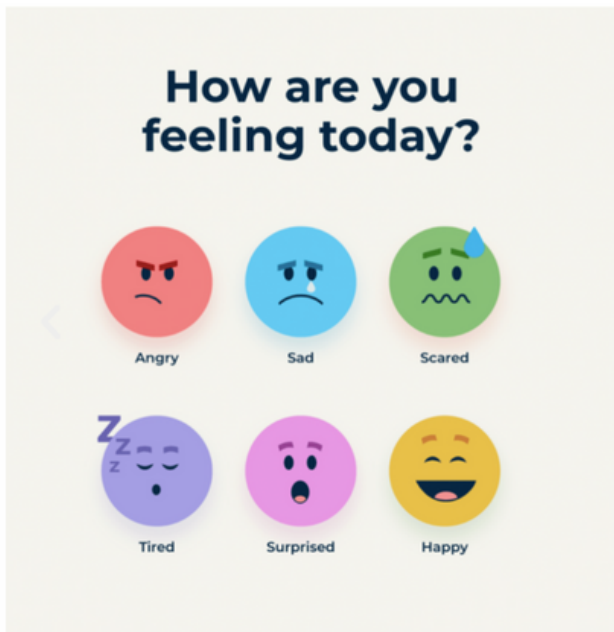 How are you
feeling today?
Angry
Sad
Scared
Z
Z
z
Tired
Surprised
Happy